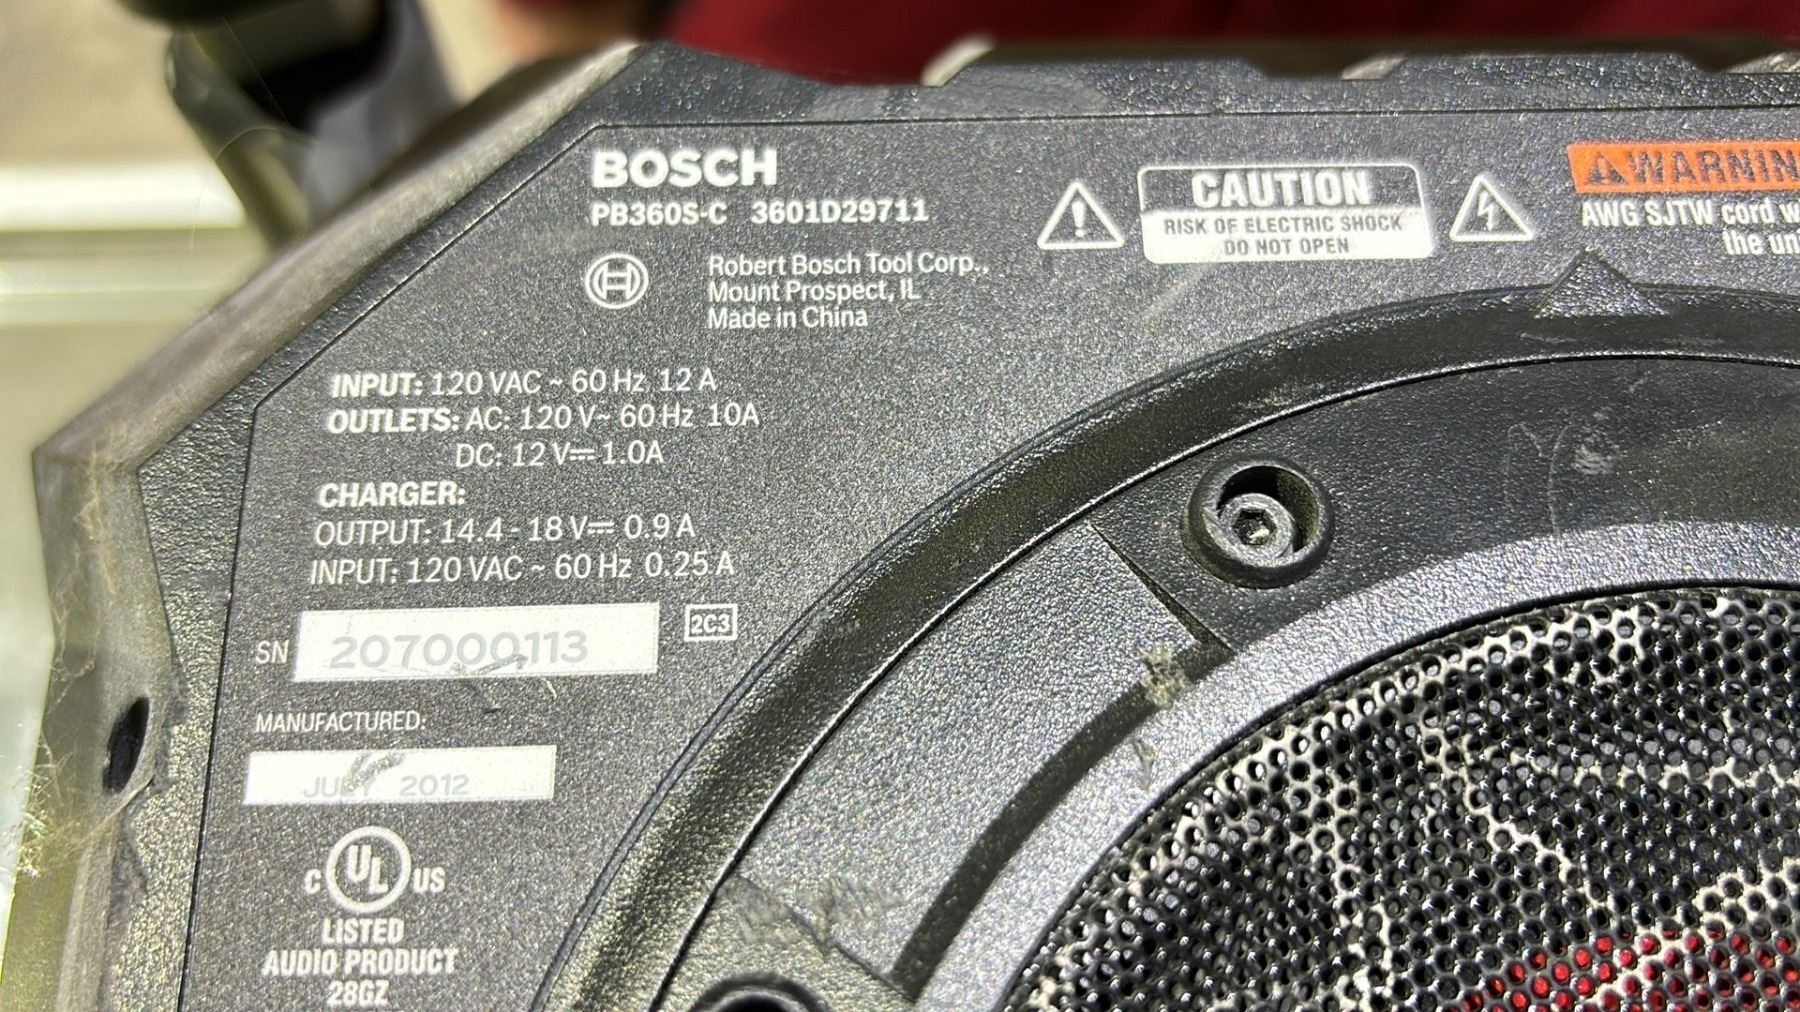 BOSCH
PB360S-C 3601D29711
Robert Bosch Tool Corp.,
Mount Prospect, IL
Made in China
CAUTION
RISK OF ELECTRIC SHOCK
DO NOT OPEN
WARNIN
AWG SJTW cord w
the un
INPUT: 120 VAC ~ 60 Hz 12 A
OUTLETS: AC: 120 V~ 60 Hz 10A
DC: 12 V⎓ 1.0A
CHARGER:
OUTPUT: 14.4 - 18 V⎓ 0.9 A
INPUT: 120 VAC ~ 60 Hz 0.25 A
SN 207000113
2C3
MANUFACTURED:
JULY 2012
C UL US
LISTED
AUDIO PRODUCT
28GZ